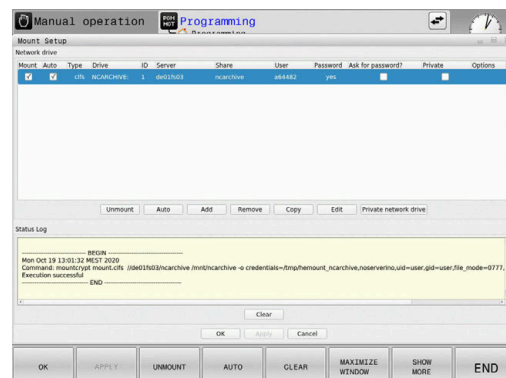 Manual operation
PGM
MGT
Programming
Programming
Mount Setup
Network drive
Mount Auto Type Drive ID Server Share User Password Ask for password? Private Options
cifs NCARCHIVE: 1 de01fs03 ncarchive a64482 yes
Unmount Auto Add Remove Copy Edit Private network drive
Status Log
------------------------ BEGIN ------------------------
Mon Oct 19 13:01:32 MEST 2020
Command: mountcrypt mount.cifs //de01fs03/ncarchive /mnt/ncarchive -o credentials=/tmp/hemount_ncarchive,noserverino,uid=user,gid=user,file_mode=0777,
Execution successful
------------------------ END ------------------------
Clear
OK Apply Cancel
OK APPLY UNMOUNT AUTO CLEAR MAXIMIZE WINDOW SHOW MORE END